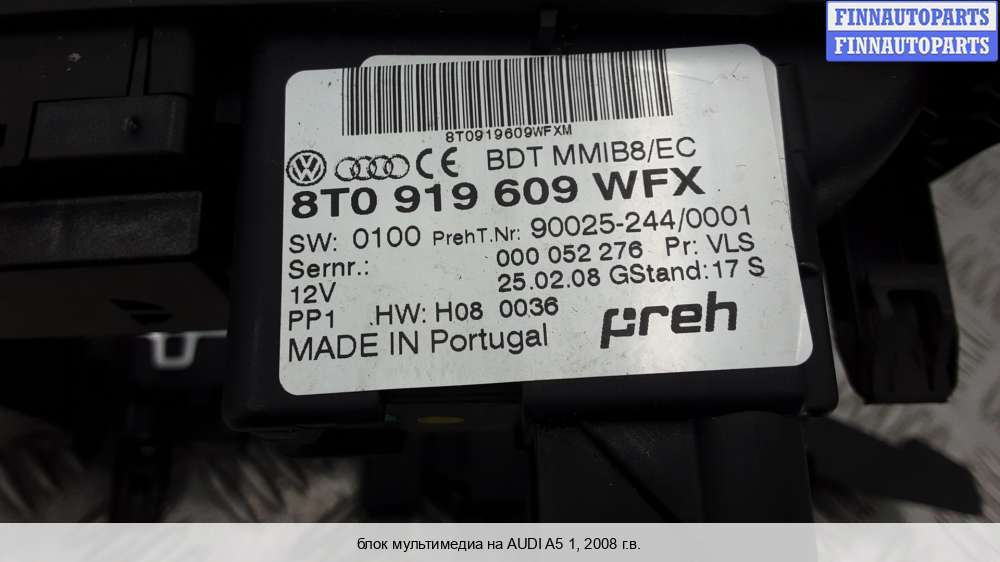 FINNAUTOPARTS
FINNAUTOPARTS
8T0919609WFXM
CE BDT MMIB8/EC
8T0 919 609 WFX
SW: 0100 PrehT.Nr: 90025-244/0001
Sernr.: 000 052 276 Pr: VLS
12V 25.02.08 GStand: 17 S
PP1 .HW: H08 0036
preh
MADE IN Portugal
блок мультимедиа на AUDI A5 1, 2008 г.в.